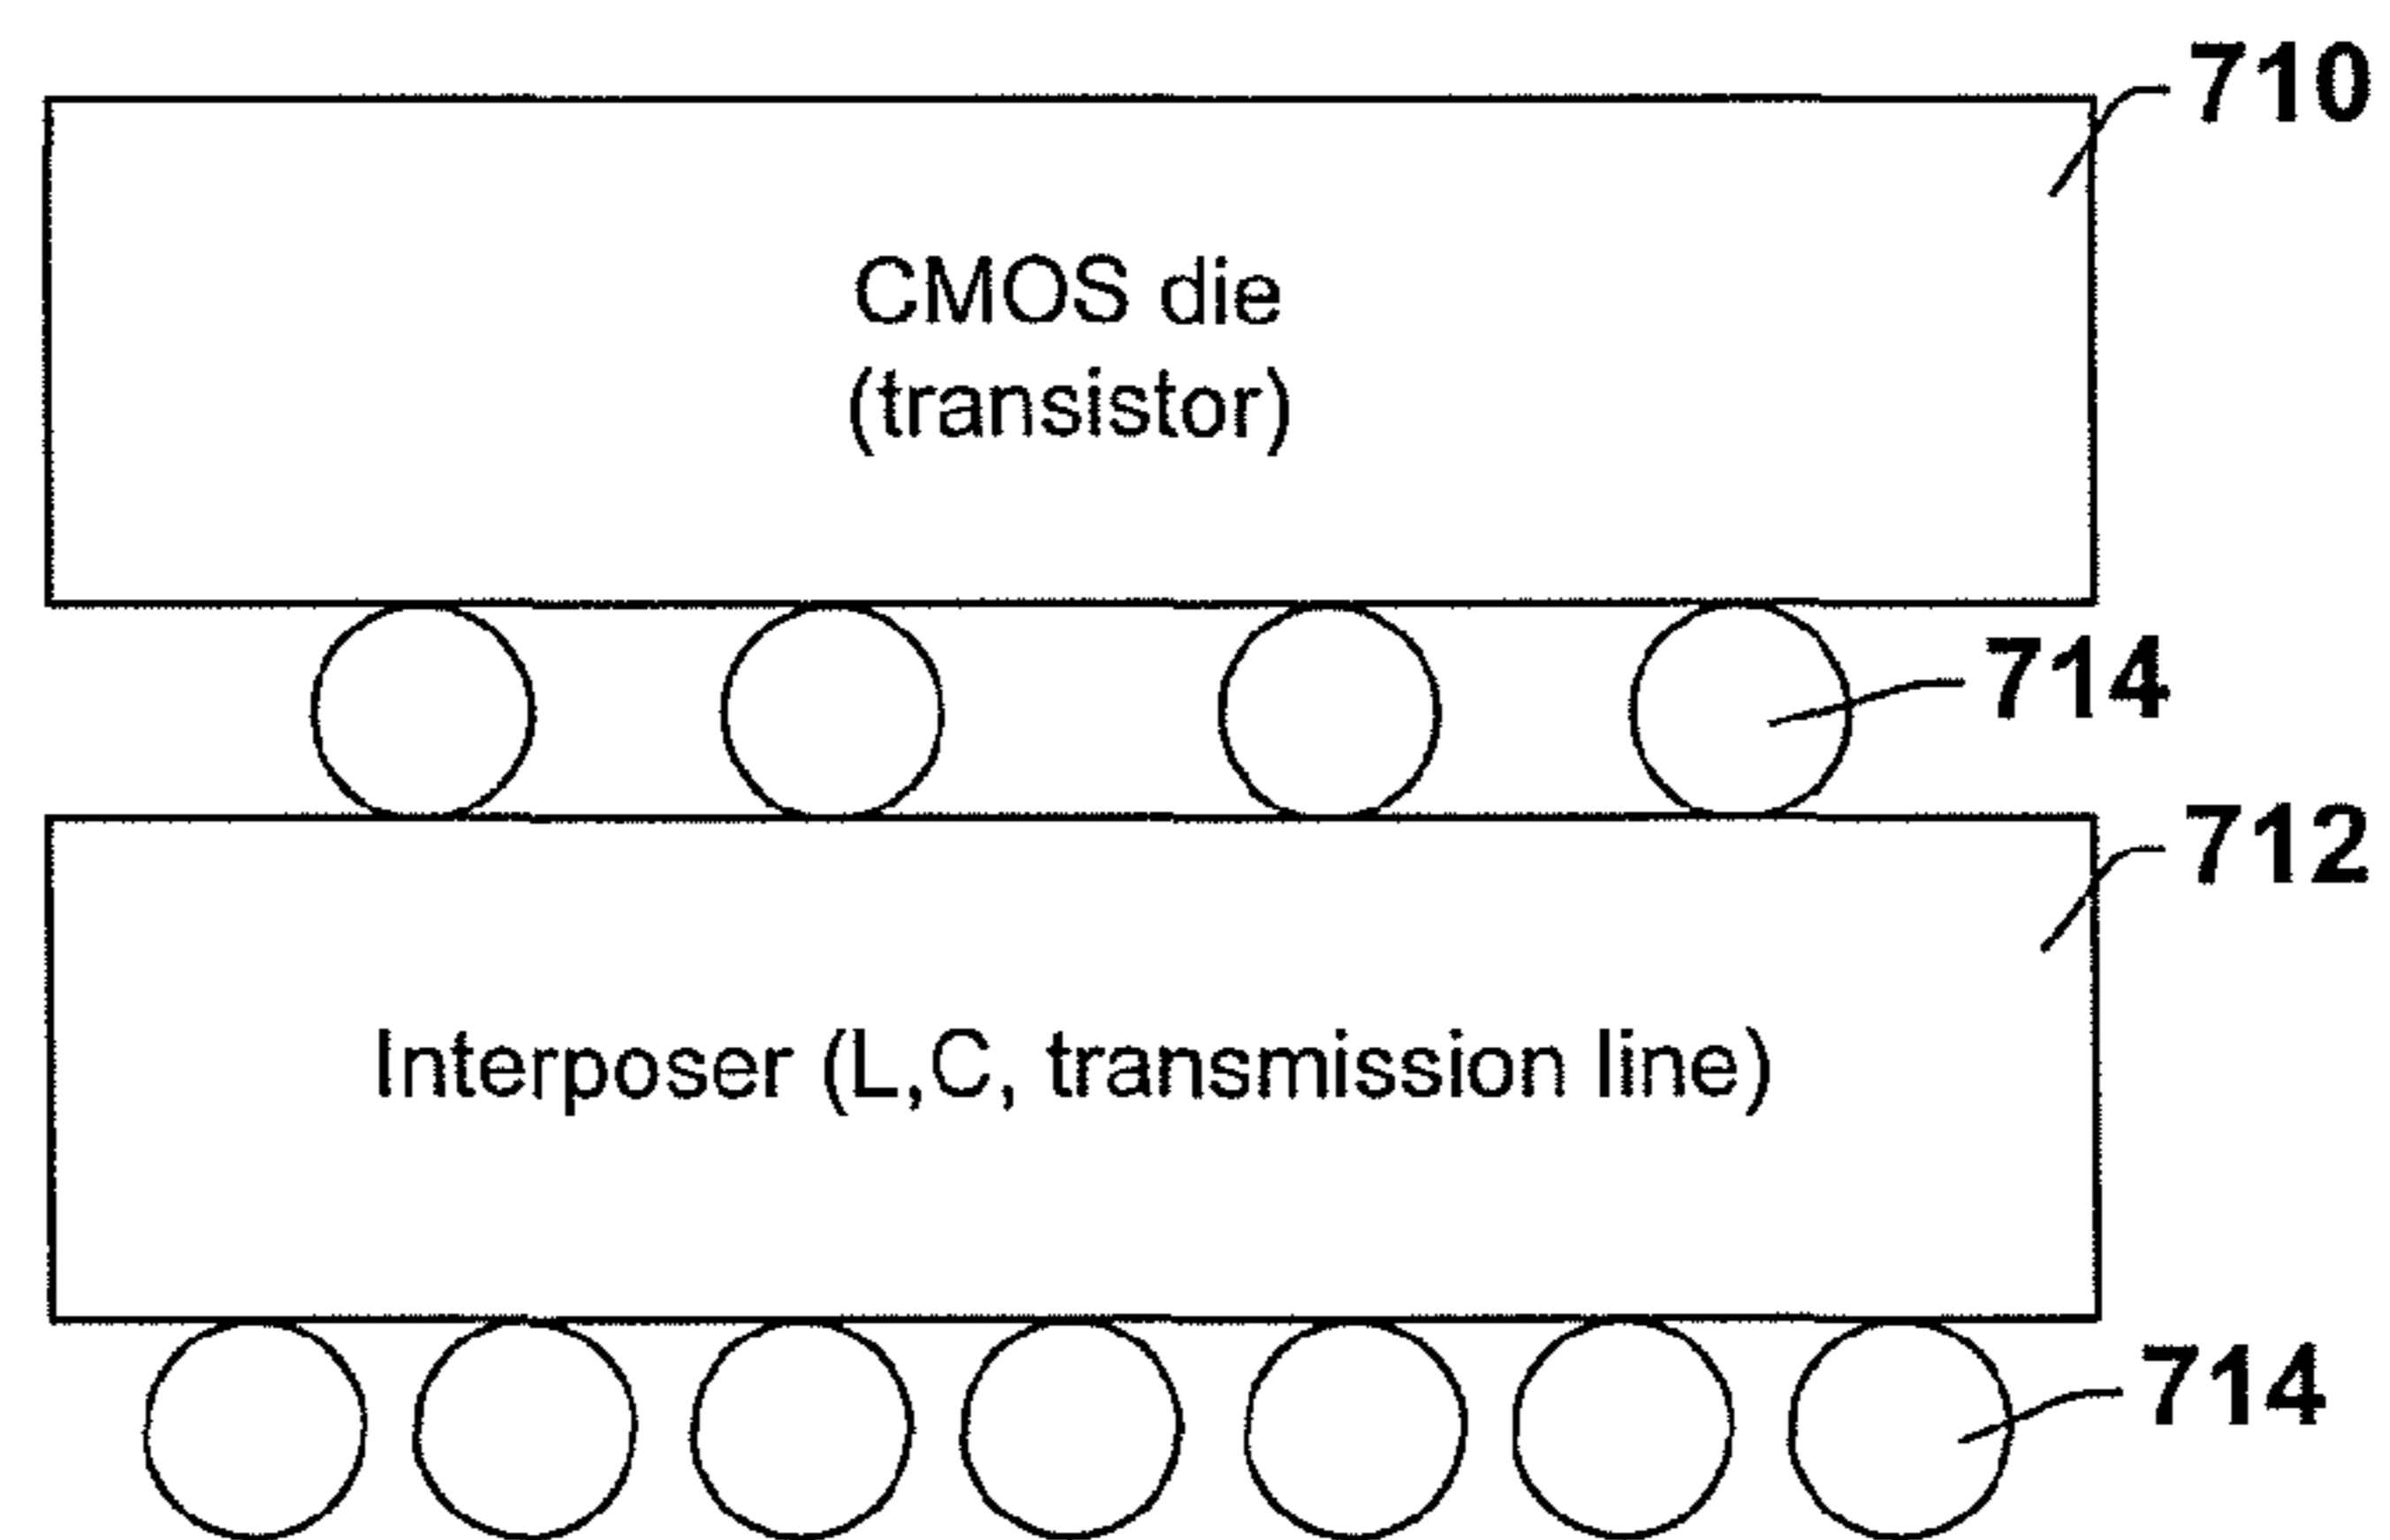 710
CMOS die
(transistor)
714
712
Interposer (L,C, transmission line)
714